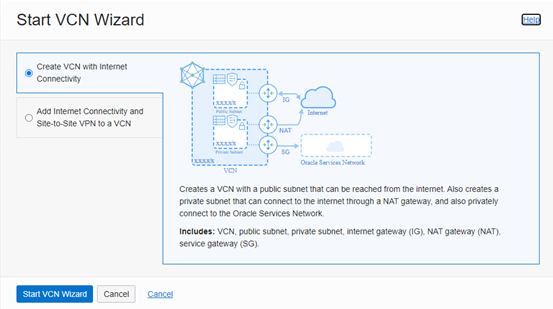 Start VCN Wizard
Help
Create VCN with Internet
Connectivity
Add Internet Connectivity and
Site-to-Site VPN to a VCN
XXXXX
Public Subnet
IG
Internet
XXXXX
Private Subnet
NAT
XXXXX
SG
VCN
Oracle Services Network
Creates a VCN with a public subnet that can be reached from the internet. Also creates a
private subnet that can connect to the internet through a NAT gateway, and also privately
connect to the Oracle Services Network.
Includes: VCN, public subnet, private subnet, internet gateway (IG), NAT gateway (NAT),
service gateway (SG).
Start VCN Wizard
Cancel
Cancel